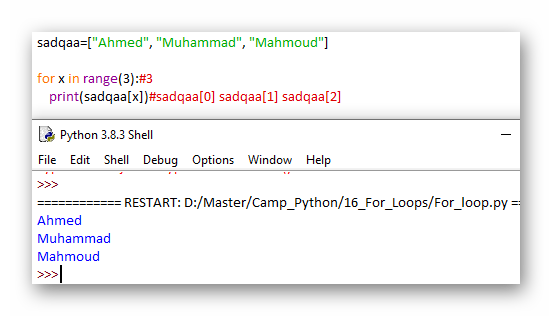 sadqaa=["Ahmed", "Muhammad", "Mahmoud"]
for x in range(3):#3
print(sadqaa[x])#sadqaa[0] sadqaa[1] sadqaa[2]
Python 3.8.3 Shell
File Edit Shell Debug Options Window Help
>>>
============ RESTART: D:/Master/Camp_Python/16_For_Loops/For_loop.py ==
Ahmed
Muhammad
Mahmoud
>>>